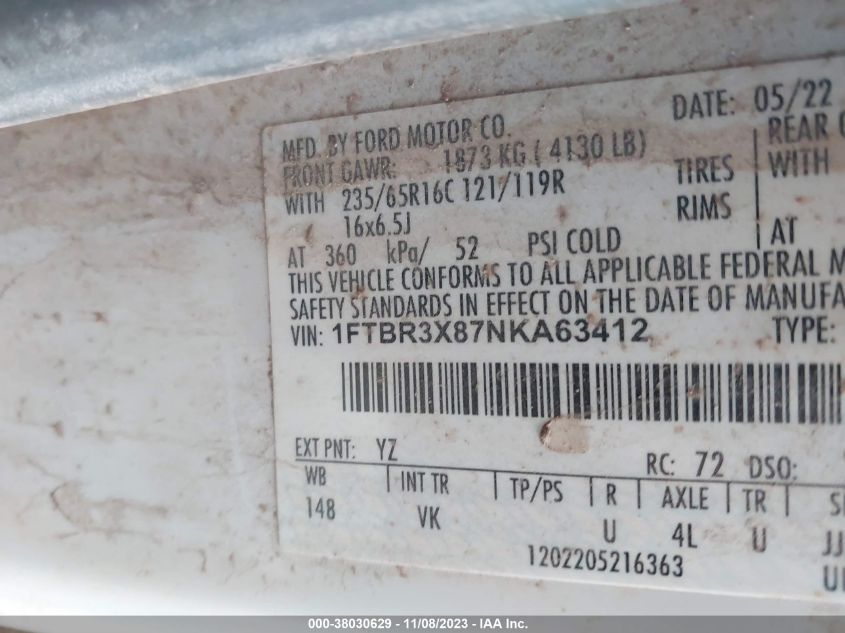 DATE: 05/22
MFD. BY FORD MOTOR CO.
FRONT GAWR: 1873 KG ( 4130 LB)
REAR
WITH 235/65R16C 121/119R TIRES WITH
16x6.5J RIMS
AT 360 kPa/ 52 PSI COLD AT
THIS VEHICLE CONFORMS TO ALL APPLICABLE FEDERAL M
SAFETY STANDARDS IN EFFECT ON THE DATE OF MANUFA
VIN: 1FTBR3X87NKA63412 TYPE:
EXT PNT: YZ RC: 72 DSO:
WB INT TR TP/PS R AXLE TR
148 VK U 4L U JJ
1202205216363
000-38030629 - 11/08/2023 - IAA Inc.